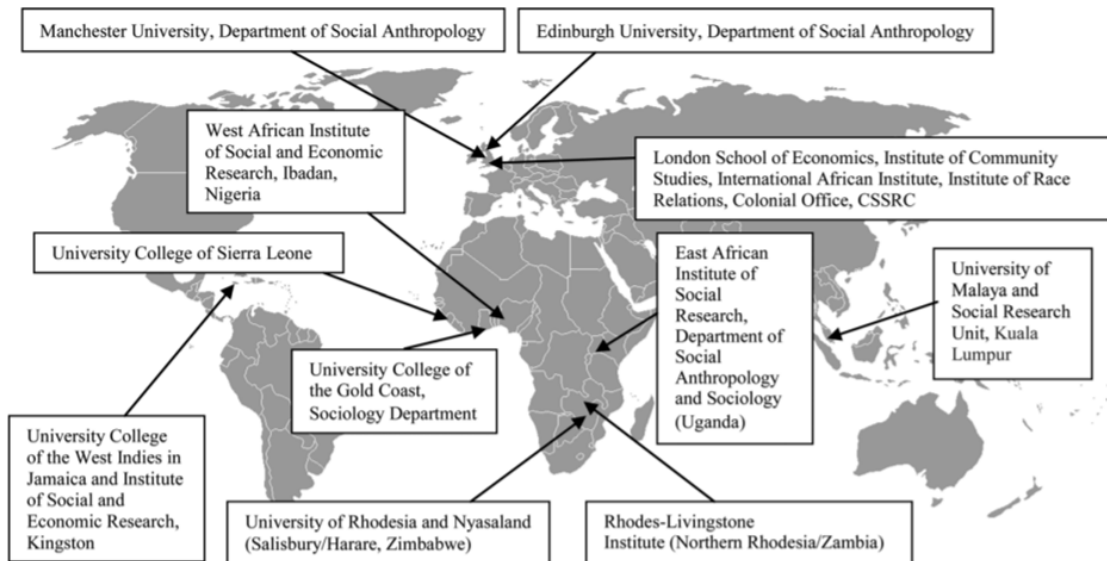 Manchester University, Department of Social Anthropology
Edinburgh University, Department of Social Anthropology
West African Institute
of Social and Economic
Research, Ibadan,
Nigeria
London School of Economics, Institute of Community
Studies, International African Institute, Institute of Race
Relations, Colonial Office, CSSRC
University College of Sierra Leone
East African
Institute of
Social
Research,
Department of
Social
Anthropology
and Sociology
(Uganda)
University of
Malaya and
Social Research
Unit, Kuala
Lumpur
University College of
the Gold Coast,
Sociology Department
University College
of the West Indies in
Jamaica and Institute
of Social and
Economic Research,
Kingston
University of Rhodesia and Nyasaland
(Salisbury/Harare, Zimbabwe)
Rhodes-Livingstone
Institute (Northern Rhodesia/Zambia)